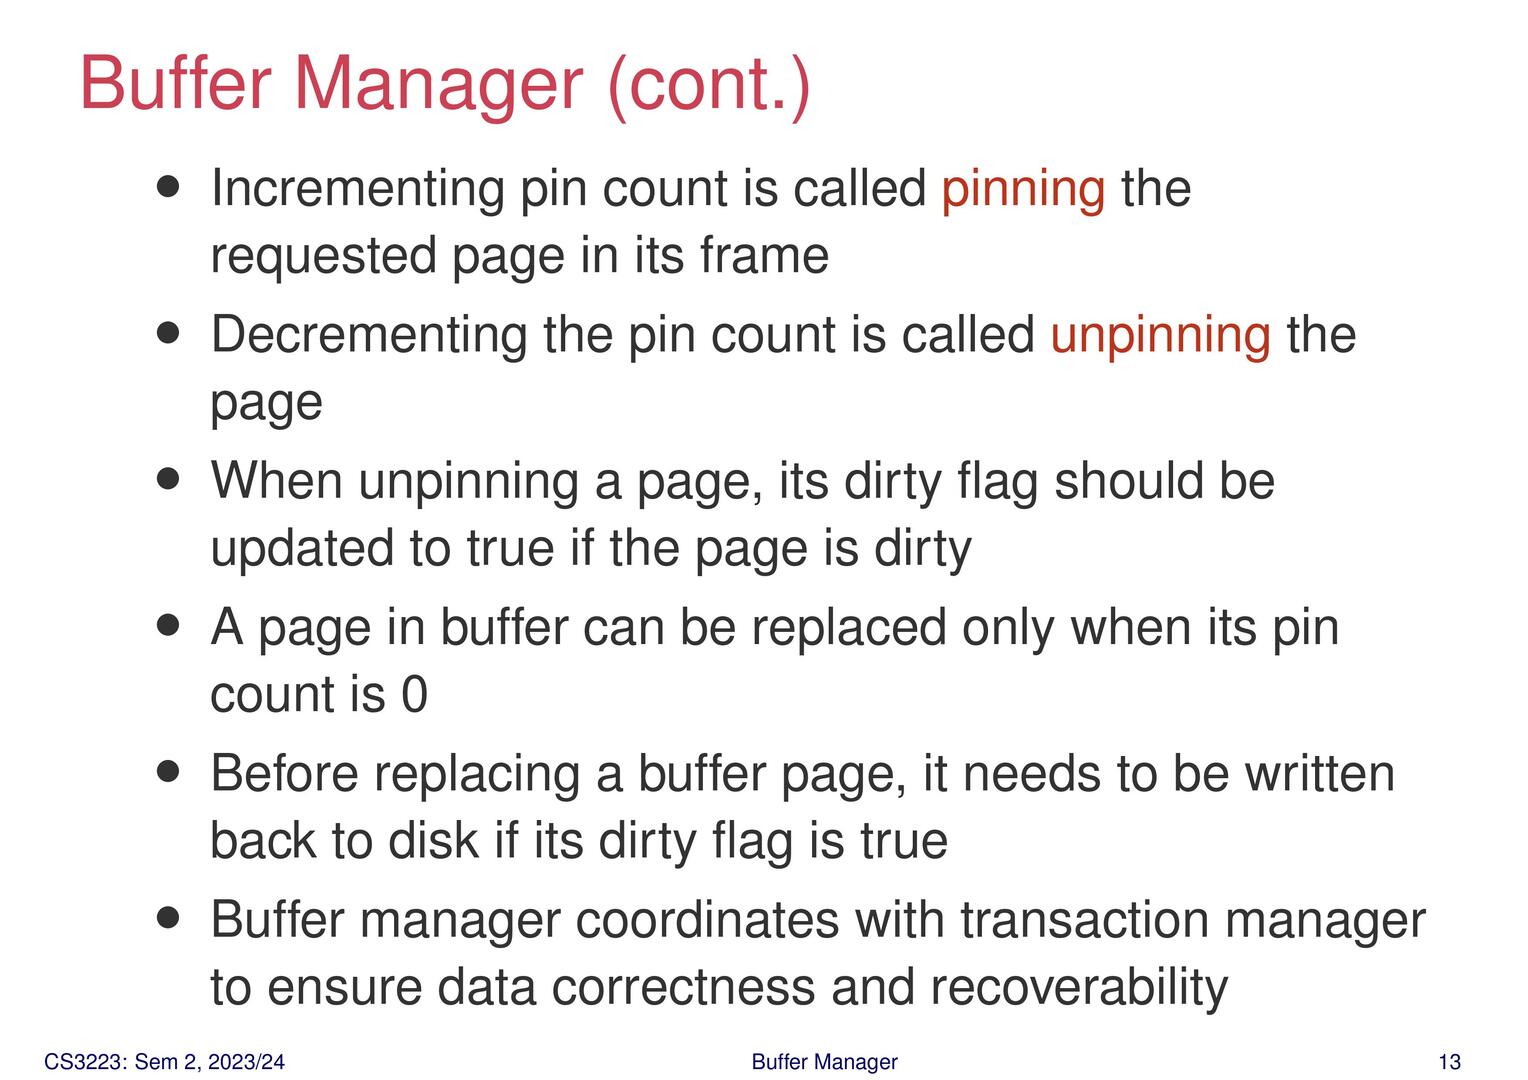 Buffer Manager (cont.)
● Incrementing pin count is called pinning the
requested page in its frame
● Decrementing the pin count is called unpinning the
page
● When unpinning a page, its dirty flag should be
updated to true if the page is dirty
● A page in buffer can be replaced only when its pin
count is 0
● Before replacing a buffer page, it needs to be written
back to disk if its dirty flag is true
● Buffer manager coordinates with transaction manager
to ensure data correctness and recoverability
CS3223: Sem 2, 2023/24 Buffer Manager 13